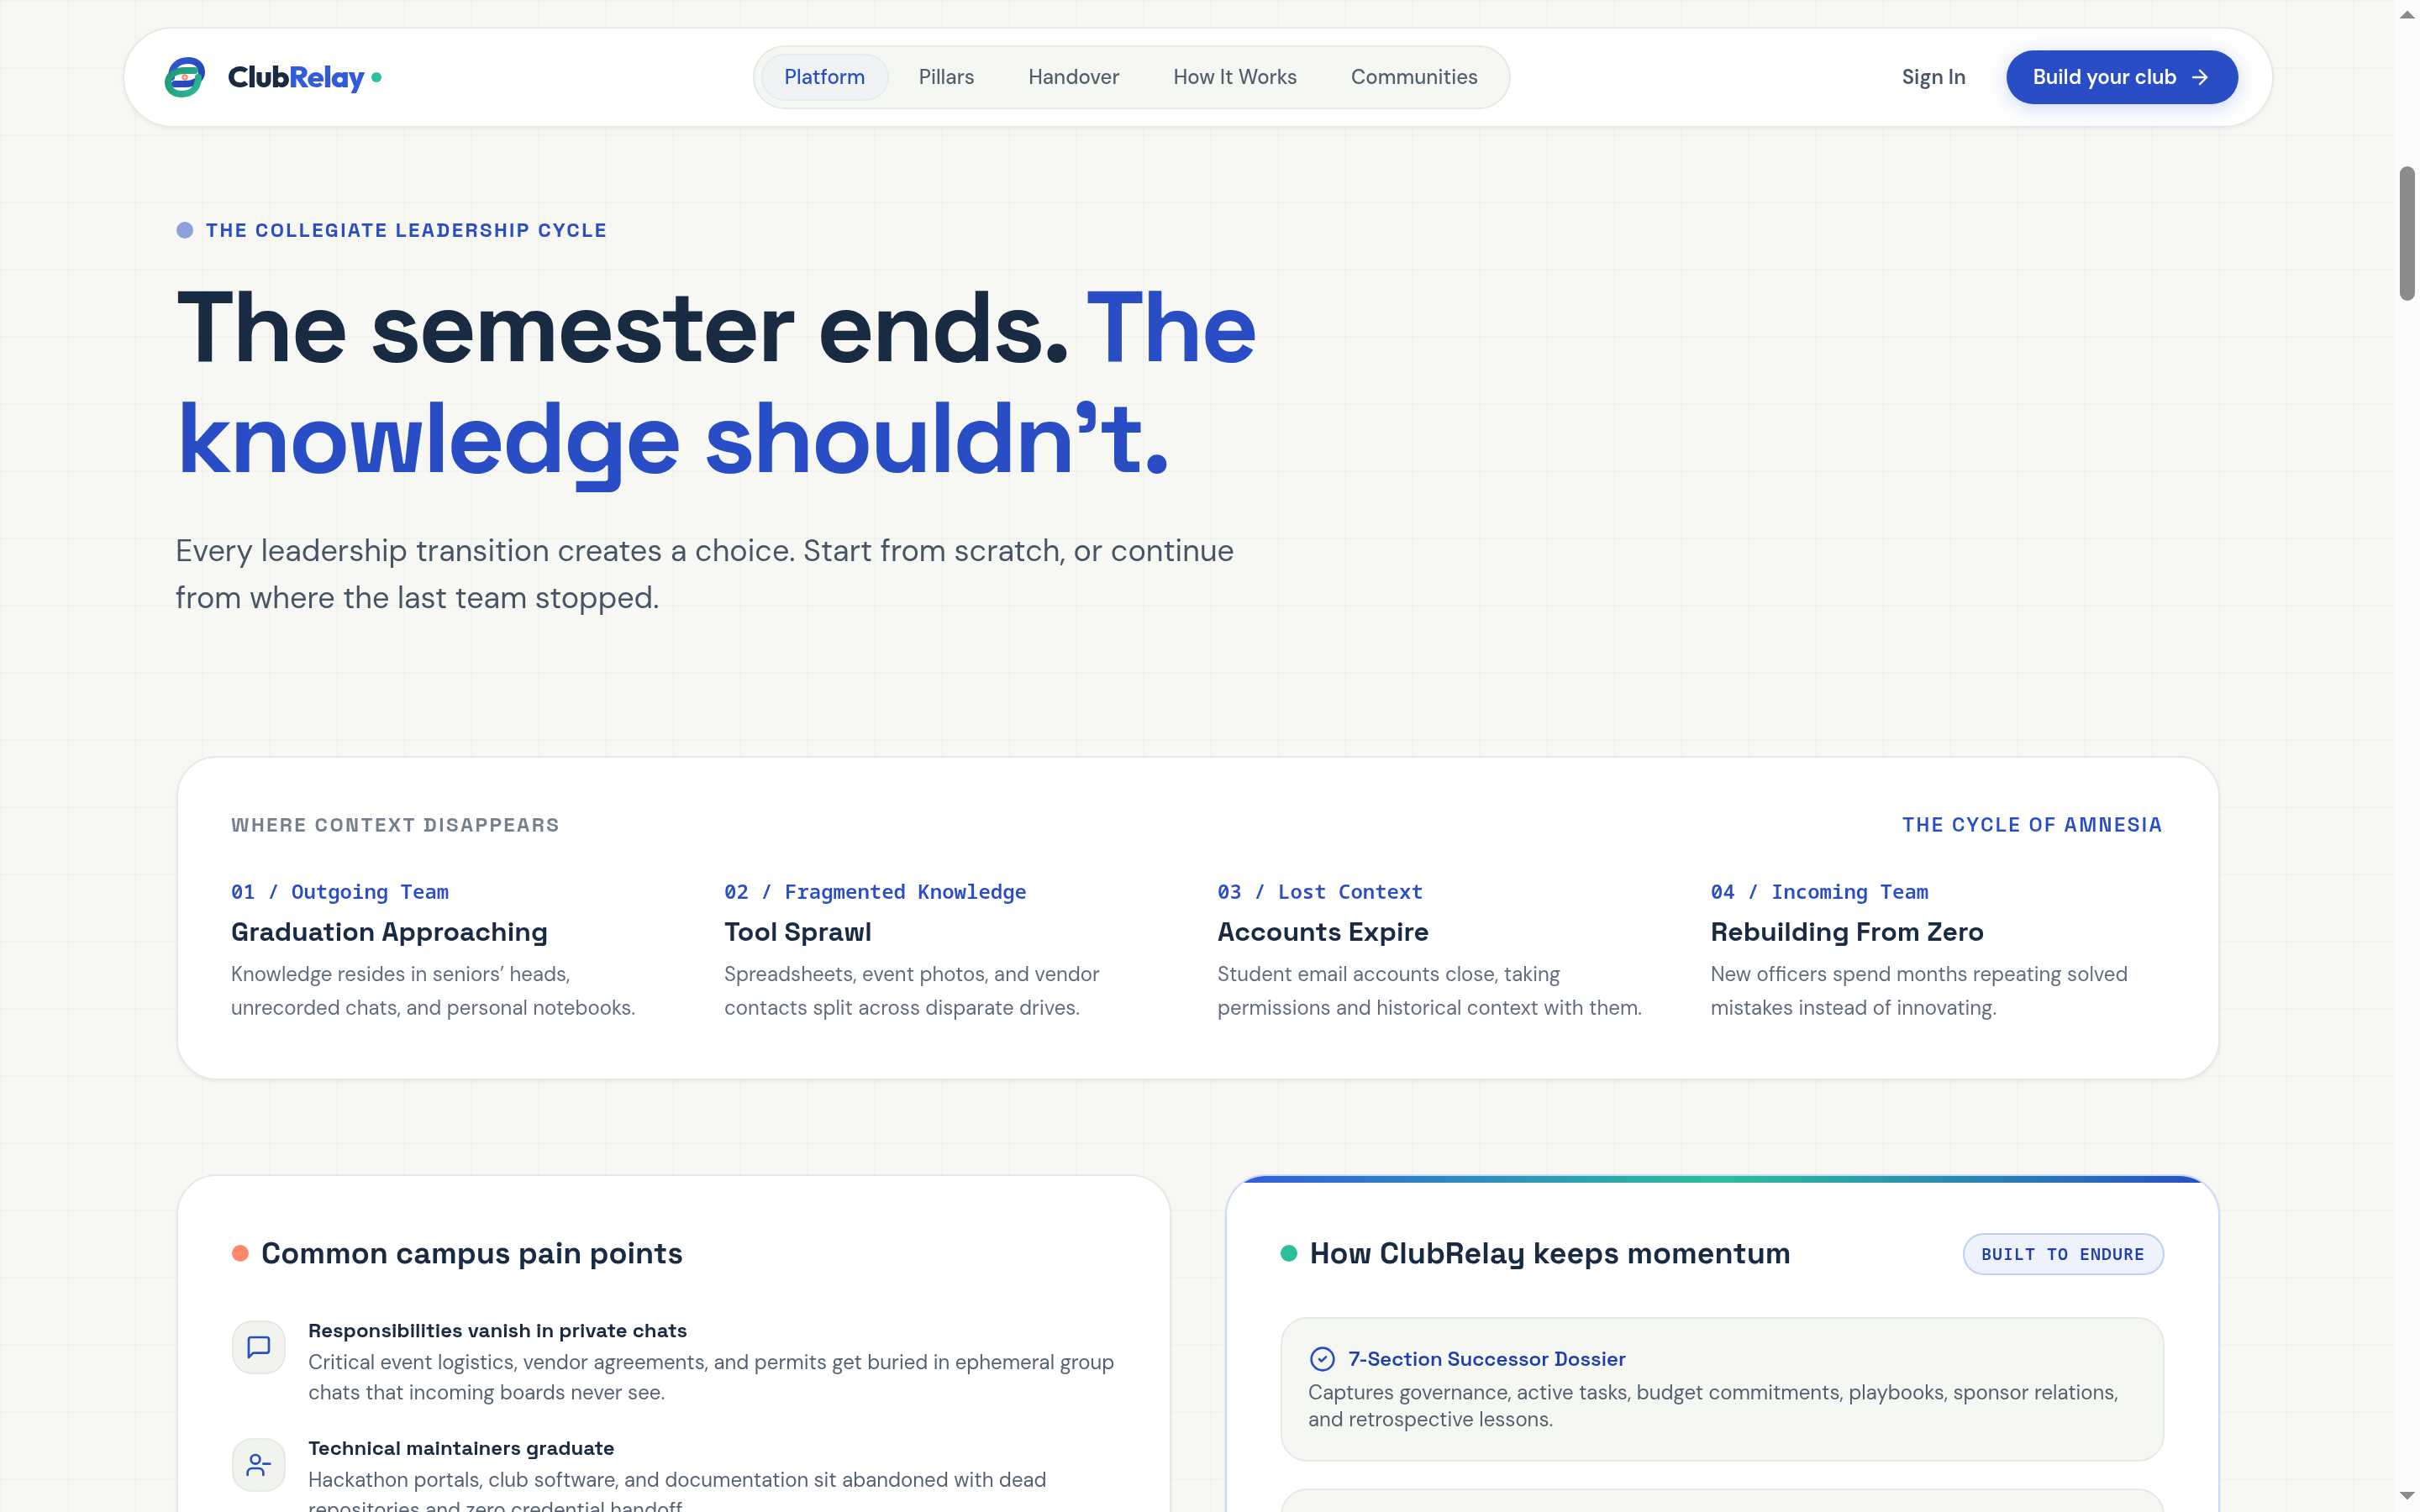 ClubRelay
Platform
Pillars
Handover
How It Works
Communities
Sign In
Build your club
THE COLLEGIATE LEADERSHIP CYCLE
The semester ends. The
knowledge shouldn’t.
Every leadership transition creates a choice. Start from scratch, or continue
from where the last team stopped.
WHERE CONTEXT DISAPPEARS
THE CYCLE OF AMNESIA
01 / Outgoing Team
Graduation Approaching
Knowledge resides in seniors’ heads,
unrecorded chats, and personal notebooks.
02 / Fragmented Knowledge
Tool Sprawl
Spreadsheets, event photos, and vendor
contacts split across disparate drives.
03 / Lost Context
Accounts Expire
Student email accounts close, taking
permissions and historical context with them.
04 / Incoming Team
Rebuilding From Zero
New officers spend months repeating solved
mistakes instead of innovating.
Common campus pain points
Responsibilities vanish in private chats
Critical event logistics, vendor agreements, and permits get buried in ephemeral group
chats that incoming boards never see.
Technical maintainers graduate
Hackathon portals, club software, and documentation sit abandoned with dead
repositories and zero credential handoff.
How ClubRelay keeps momentum
BUILT TO ENDURE
7-Section Successor Dossier
Captures governance, active tasks, budget commitments, playbooks, sponsor relations,
and retrospective lessons.